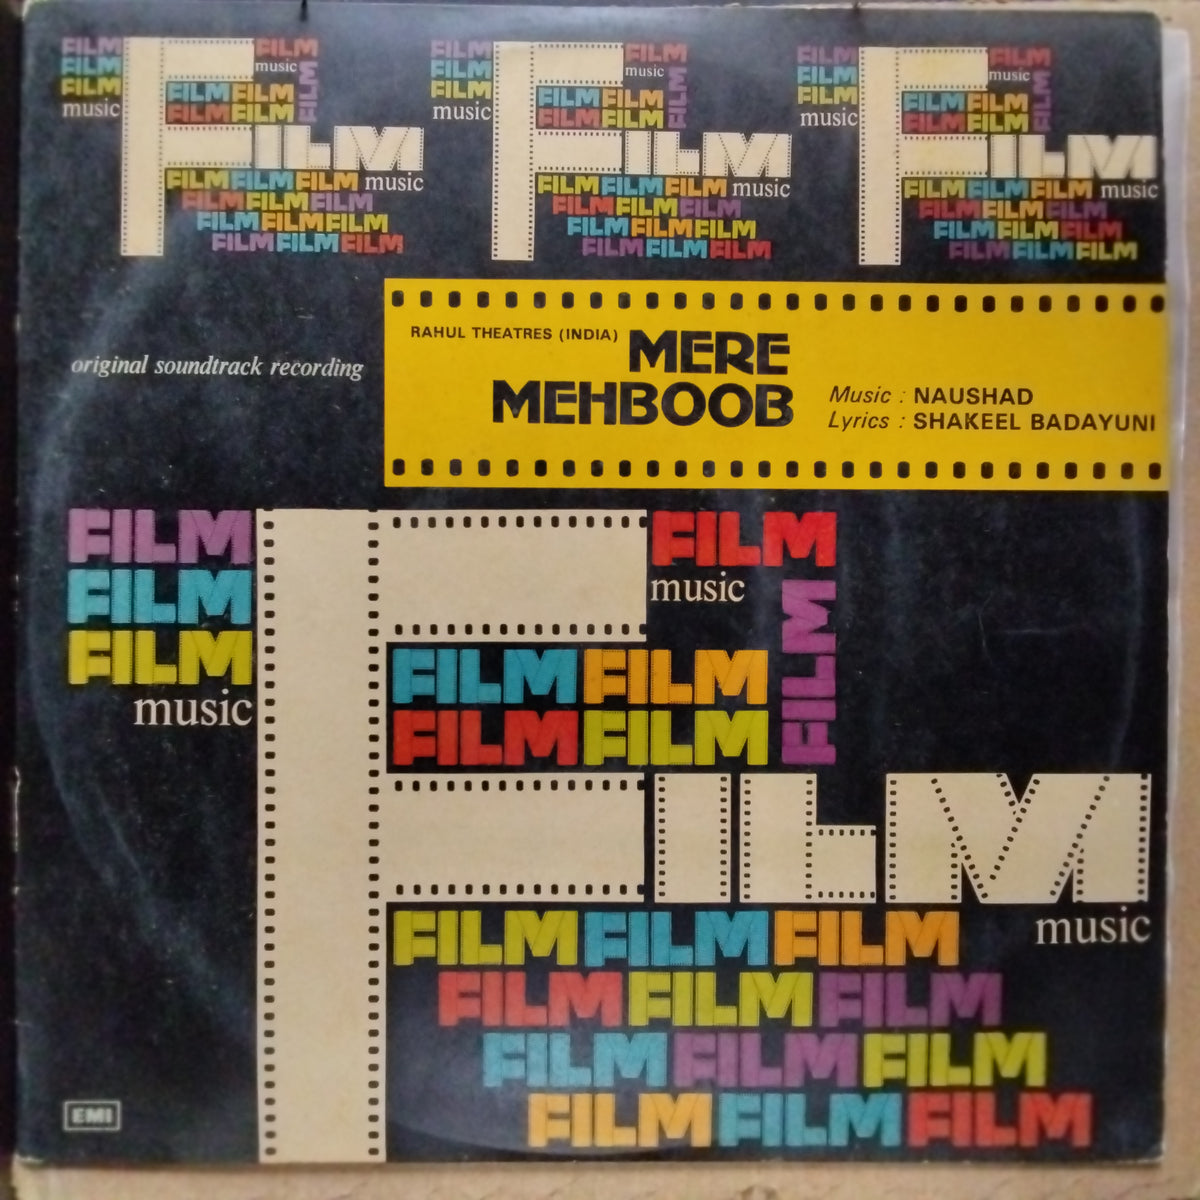 FILM FILM
FILM music
FILM FILM
music
FILM FILM
FILM FILM
FILM
music
FILM FILM FILM
FILM FILM FILM
FILM FILM FILM
FILM FILM FILM
FILM FILM
FILM music
FILM FILM
music
FILM FILM
FILM FILM
FILM
music
FILM FILM FILM
FILM FILM FILM
FILM FILM FILM
FILM FILM FILM
FILM FILM
FILM music
FILM FILM
music
FILM FILM
FILM FILM
FILM
music
FILM FILM FILM
FILM FILM FILM
FILM FILM FILM
FILM FILM FILM
original soundtrack recording
RAHUL THEATRES (INDIA)
MERE
MEHBOOB
Music : NAUSHAD
Lyrics : SHAKEEL BADAYUNI
FILM FILM
FILM music
FILM FILM
music
FILM FILM
FILM FILM
FILM
music
FILM FILM FILM
FILM FILM FILM
FILM FILM FILM
FILM FILM FILM
EMI